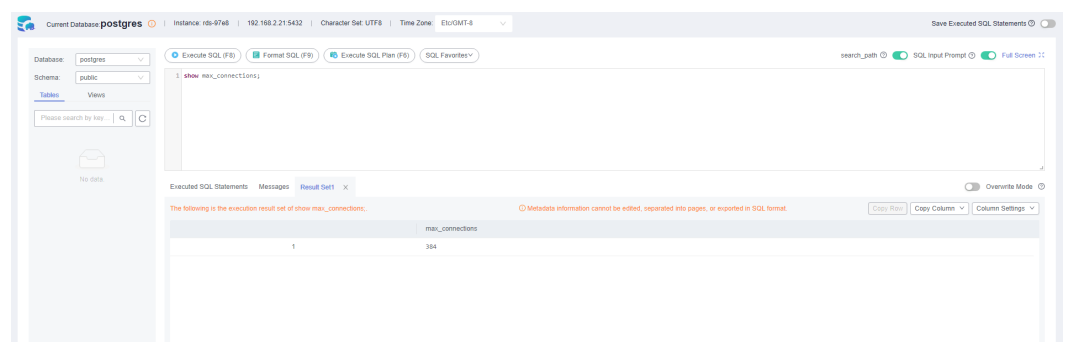 Current Database: postgres | Instance: rds-97e8 | 192.168.2.21:5432 | Character Set: UTF8 | Time Zone: Etc/GMT-8 Save Executed SQL Statements
Database: postgres
Schema: public
Tables Views
Please search by key...
No data
Execute SQL (F8) Format SQL (F9) Execute SQL Plan (F6) SQL Favorites search_path SQL Input Prompt Full Screen
1 show max_connections;
Executed SQL Statements Messages Result Set1 X Overwrite Mode
The following is the execution result set of show max_connections;. Metadata information cannot be edited, separated into pages, or exported in SQL format. Copy Row Copy Column Column Settings
max_connections
1 384